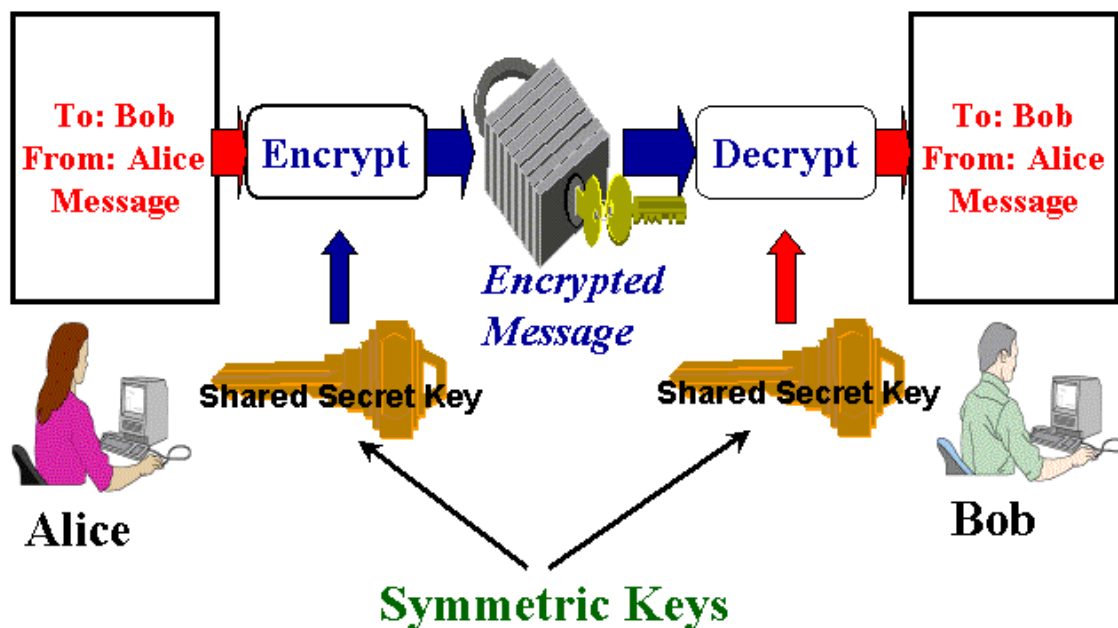 To: Bob
From: Alice
Message
Encrypt
Encrypted
Message
Decrypt
To: Bob
From: Alice
Message
Shared Secret Key
Shared Secret Key
Alice
Bob
Symmetric Keys